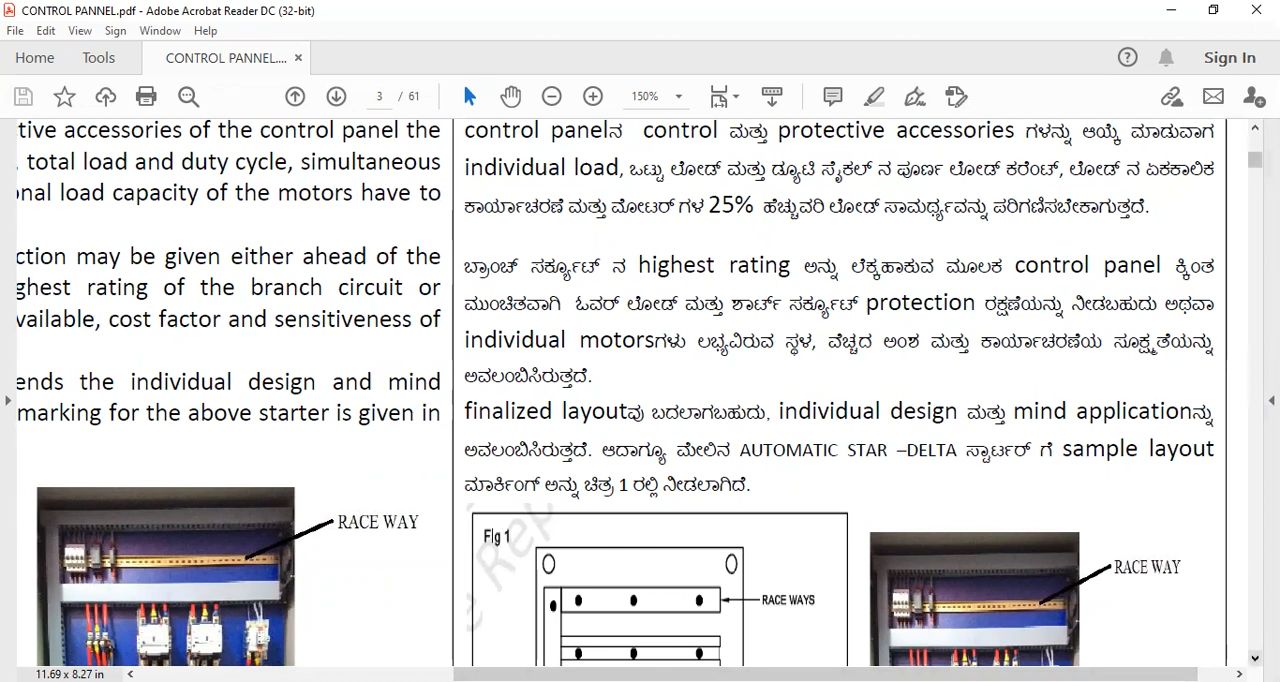 CONTROL PANNEL.pdf - Adobe Acrobat Reader DC (32-bit)
File Edit View Sign Window Help
Home Tools CONTROL PANNEL.... × Sign In
3 / 61 150%
tive accessories of the control panel the
, total load and duty cycle, simultaneous
nal load capacity of the motors have to
ction may be given either ahead of the
ghest rating of the branch circuit or
vailable, cost factor and sensitiveness of
ends the individual design and mind
marking for the above starter is given in
RACE WAY
control panelನ control ಮತ್ತು protective accessories ಗಳನ್ನು ಆಯ್ಕೆ ಮಾಡುವಾಗ
individual load, ಒಟ್ಟು ಲೋಡ್ ಮತ್ತು ಡ್ಯೂಟಿ ಸೈಕಲ್ ನ ಪೂರ್ಣ ಲೋಡ್ ಕರೆಂಟ್, ಲೋಡ್ ನ ಏಕಕಾಲಿಕ
ಕಾರ್ಯಾಚರಣೆ ಮತ್ತು ಮೋಟರ್ ಗಳ 25% ಹೆಚ್ಚುವರಿ ಲೋಡ್ ಸಾಮರ್ಥ್ಯವನ್ನು ಪರಿಗಣಿಸಬೇಕಾಗುತ್ತದೆ.
ಬ್ರಾಂಚ್ ಸರ್ಕ್ಯೂಟ್ ನ highest rating ಅನ್ನು ಲೆಕ್ಕಹಾಕುವ ಮೂಲಕ control panel ಕ್ಕಿಂತ
ಮುಂಚಿತವಾಗಿ ಓವರ್ ಲೋಡ್ ಮತ್ತು ಶಾರ್ಟ್ ಸರ್ಕ್ಯೂಟ್ protection ರಕ್ಷಣೆಯನ್ನು ನೀಡಬಹುದು ಅಥವಾ
individual motorsಗಳು ಲಭ್ಯವಿರುವ ಸ್ಥಳ, ವೆಚ್ಚದ ಅಂಶ ಮತ್ತು ಕಾರ್ಯಾಚರಣೆಯ ಸೂಕ್ಷ್ಮತೆಯನ್ನು
ಅವಲಂಬಿಸಿರುತ್ತದೆ.
finalized layoutವು ಬದಲಾಗಬಹುದು, individual design ಮತ್ತು mind applicationನ್ನು
ಅವಲಂಬಿಸಿರುತ್ತದೆ. ಆದಾಗ್ಯೂ ಮೇಲಿನ AUTOMATIC STAR –DELTA ಸ್ಟಾರ್ಟರ್ ಗೆ sample layout
ಮಾರ್ಕಿಂಗ್ ಅನ್ನು ಚಿತ್ರ 1 ರಲ್ಲಿ ನೀಡಲಾಗಿದೆ.
Fig 1
RACE WAYS
RACE WAY
11.69 x 8.27 in